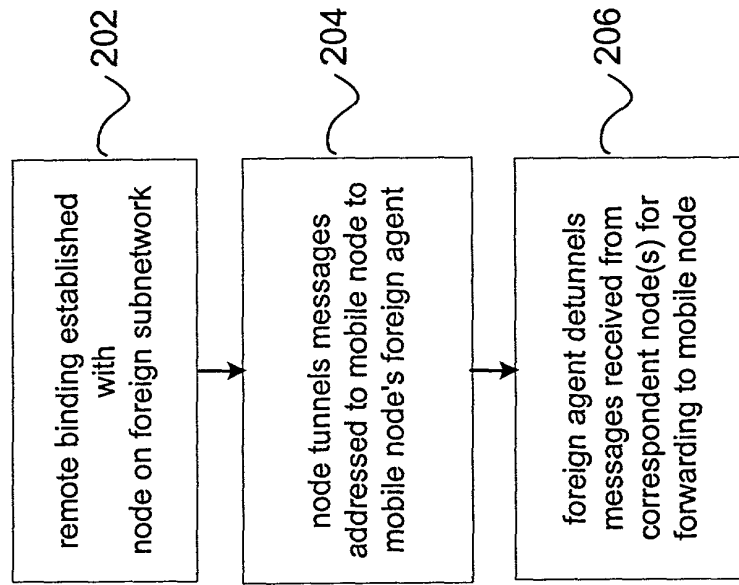 remote binding established
with
node on foreign subnetwork
202
node tunnels messages
addressed to mobile node to
mobile node's foreign agent
204
foreign agent detunnels
messages received from
correspondent node(s) for
forwarding to mobile node
206